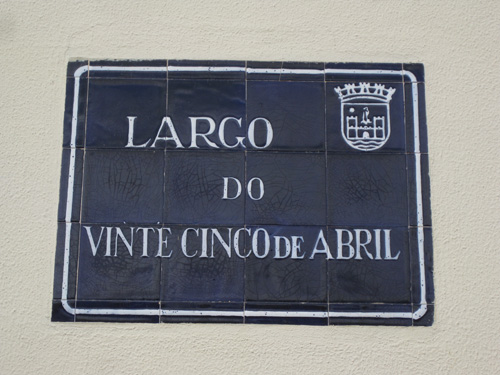 LARGO
DO
VINTE CINCO DE ABRIL